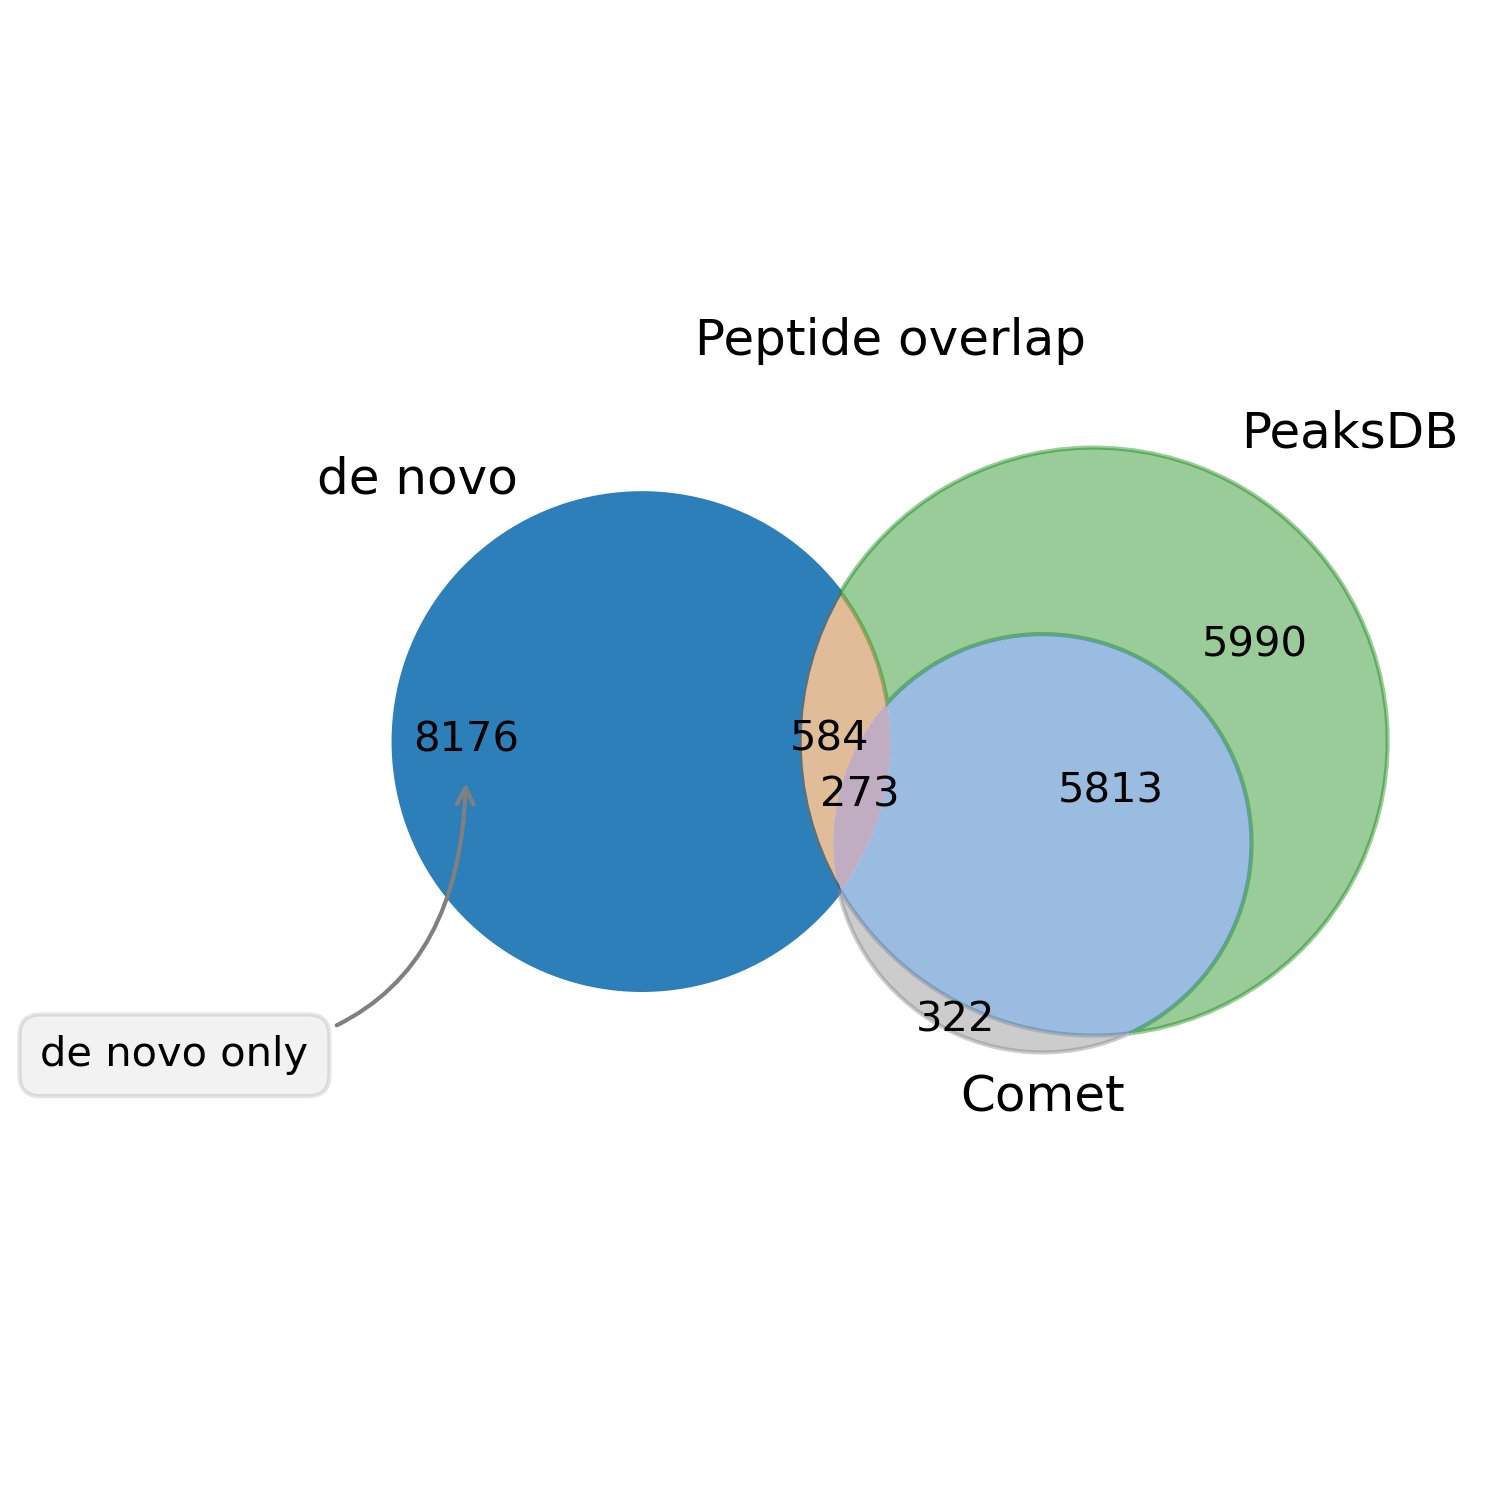 Peptide overlap
PeaksDB
de novo
5990
8176
584
273
5813
322
de novo only
Comet